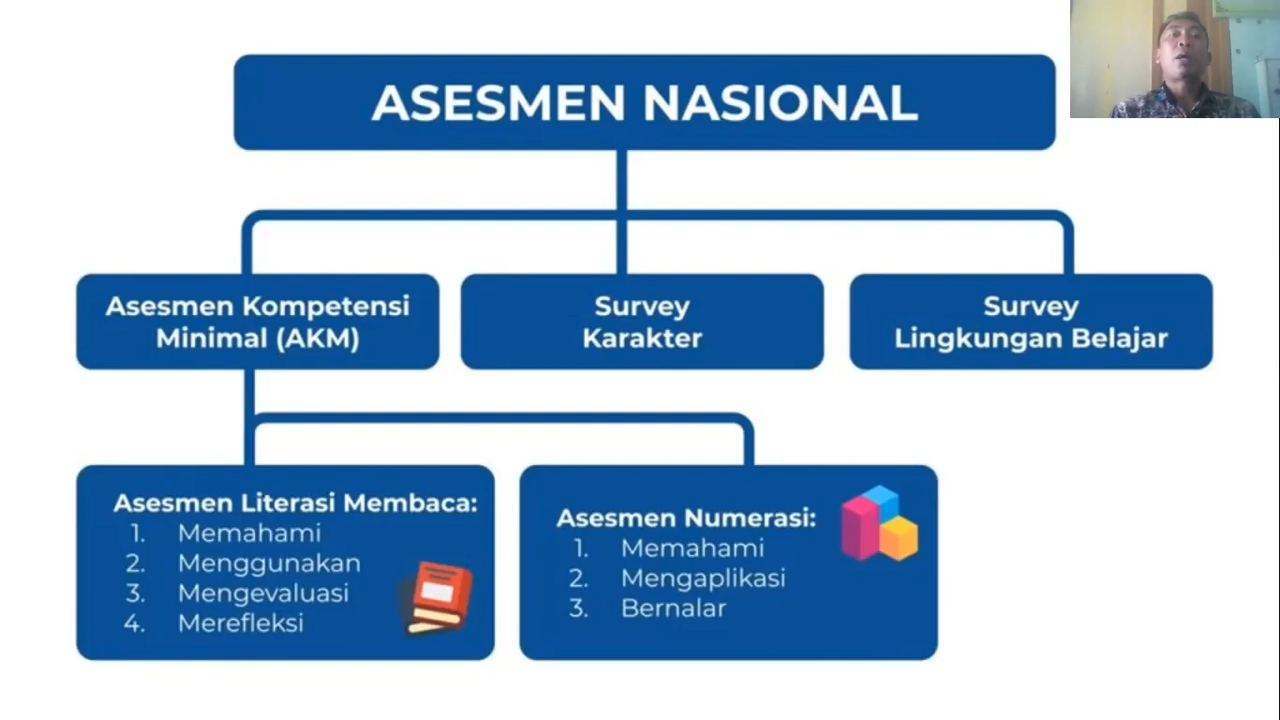 ASESMEN NASIONAL
Asesmen Kompetensi
Minimal (AKM)
Survey
Karakter
Survey
Lingkungan Belajar
Asesmen Literasi Membaca:
1. Memahami
2. Menggunakan
3. Mengevaluasi
4. Merefleksi
Asesmen Numerasi:
1. Memahami
2. Mengaplikasi
3. Bernalar